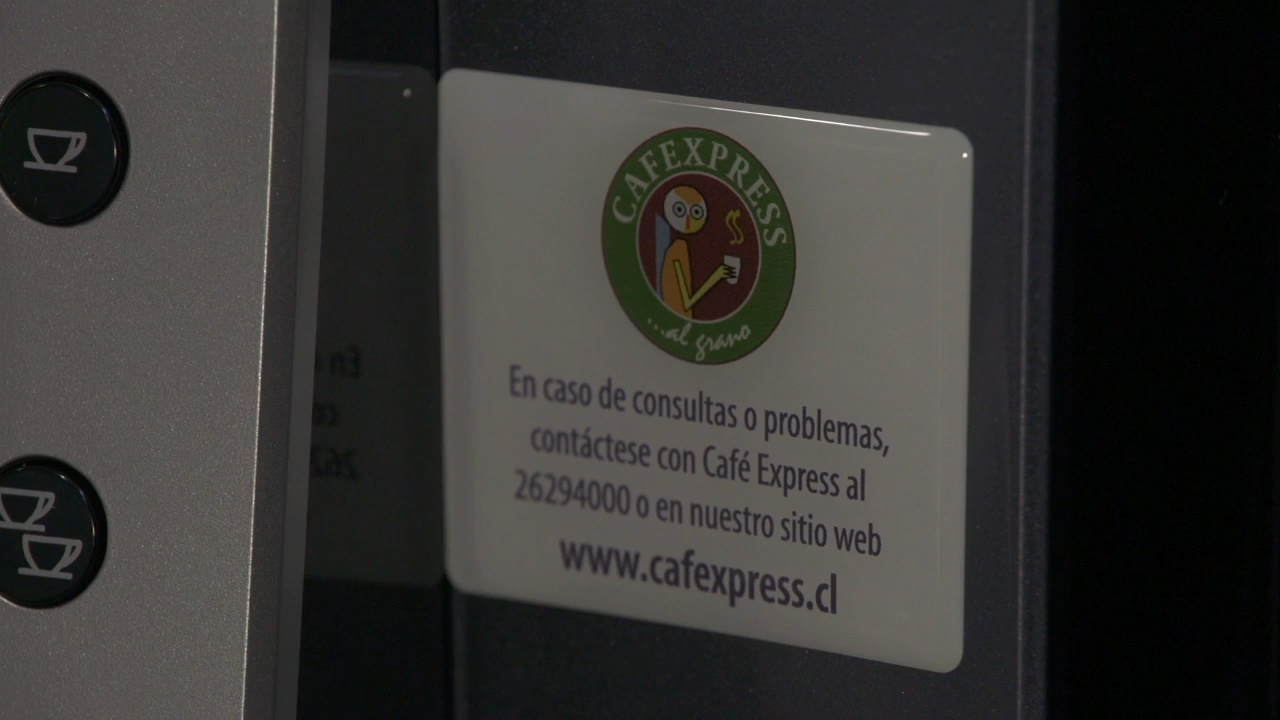 CAFEXPRESS
...al grano
En caso de consultas o problemas,
contáctese con Café Express al
26294000 o en nuestro sitio web
www.cafexpress.cl